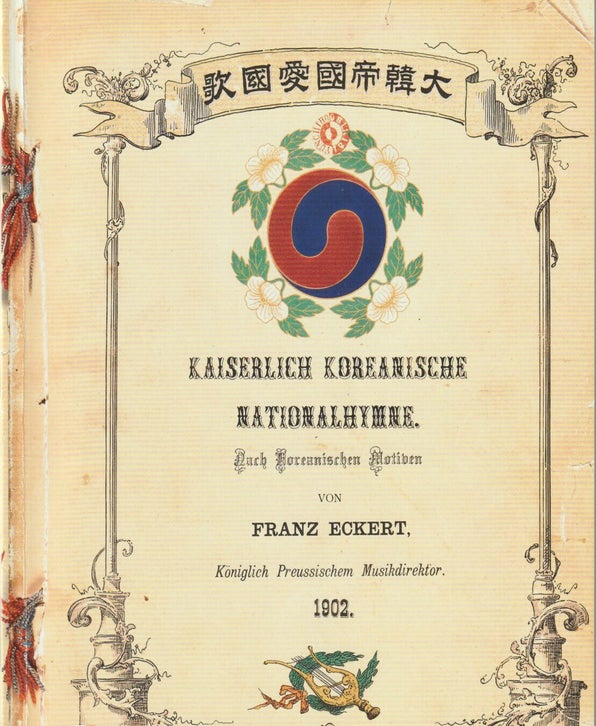 大韓帝國愛國歌
KAISERLICH KOREANISCHE
NATIONALHYMNE.
Nach Koreanischen Motiven
VON
FRANZ ECKERT,
Königlich Preussischem Musikdirektor.
1902.